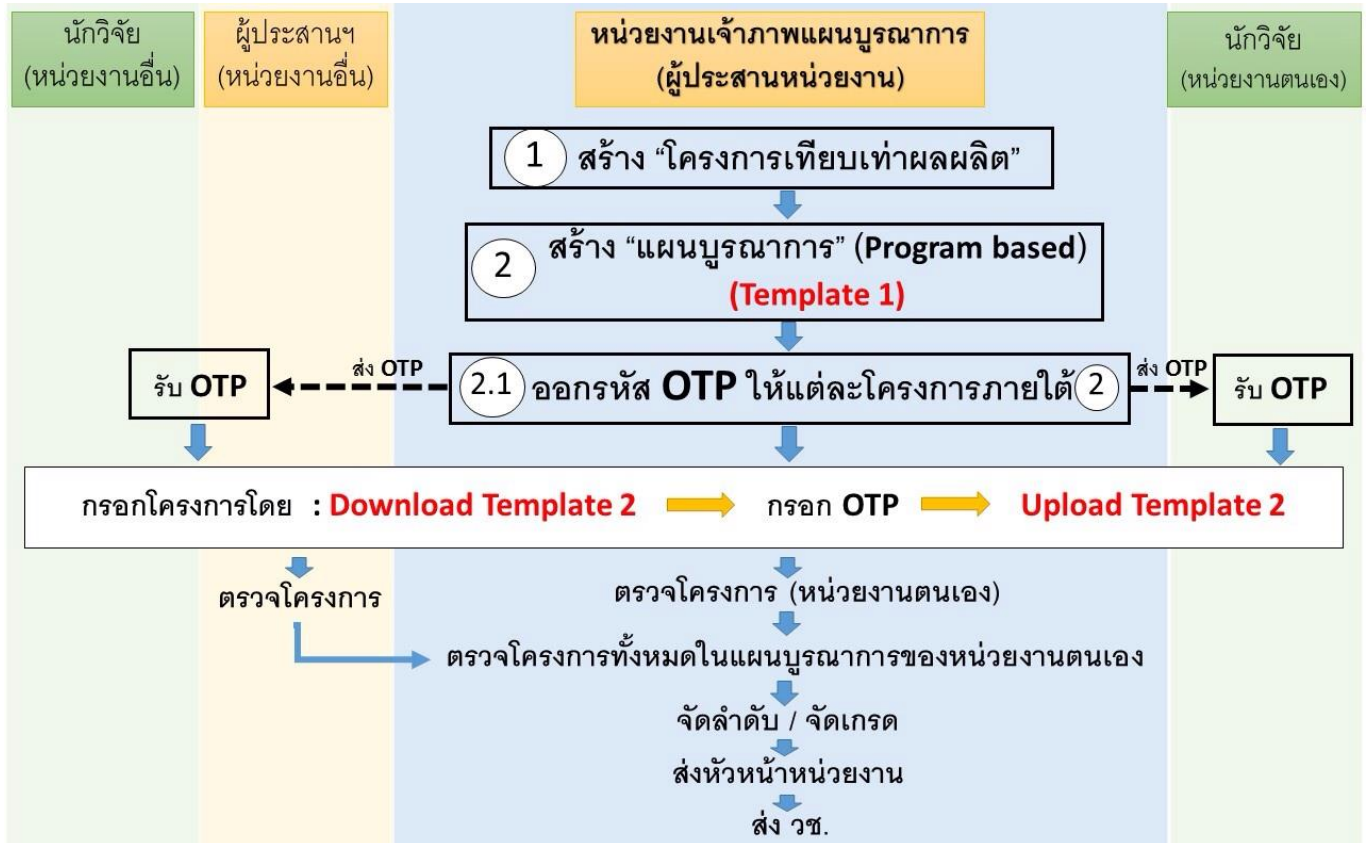 นักวิจัย
(หน่วยงานอื่น)
ผู้ประสานฯ
(หน่วยงานอื่น)
หน่วยงานเจ้าภาพแผนบูรณาการ
(ผู้ประสานหน่วยงาน)
นักวิจัย
(หน่วยงานตนเอง)
1 สร้าง “โครงการเทียบเท่าผลผลิต”
2 สร้าง “แผนบูรณาการ” (Program based)
(Template 1)
รับ OTP
ส่ง OTP
2.1 ออกรหัส OTP ให้แต่ละโครงการภายใต้ 2
ส่ง OTP
รับ OTP
กรอกโครงการโดย : Download Template 2 กรอก OTP Upload Template 2
ตรวจโครงการ
ตรวจโครงการ (หน่วยงานตนเอง)
ตรวจโครงการทั้งหมดในแผนบูรณาการของหน่วยงานตนเอง
จัดลำดับ / จัดเกรด
ส่งหัวหน้าหน่วยงาน
ส่ง วช.